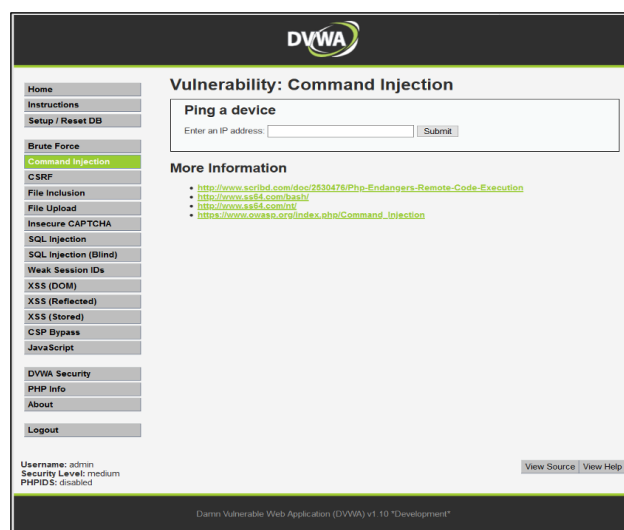 DVWA
Home
Instructions
Setup / Reset DB
Brute Force
Command Injection
CSRF
File Inclusion
File Upload
Insecure CAPTCHA
SQL Injection
SQL Injection (Blind)
Weak Session IDs
XSS (DOM)
XSS (Reflected)
XSS (Stored)
CSP Bypass
JavaScript
DVWA Security
PHP Info
About
Logout
Vulnerability: Command Injection
Ping a device
Enter an IP address: Submit
More Information
http://www.scribd.com/doc/2530476/Php-Endangers-Remote-Code-Execution
http://www.ss64.com/bash/
http://www.ss64.com/nt/
https://www.owasp.org/index.php/Command_Injection
Username: admin
Security Level: medium
PHPIDS: disabled
View Source View Help
Damn Vulnerable Web Application (DVWA) v1.10 *Development*